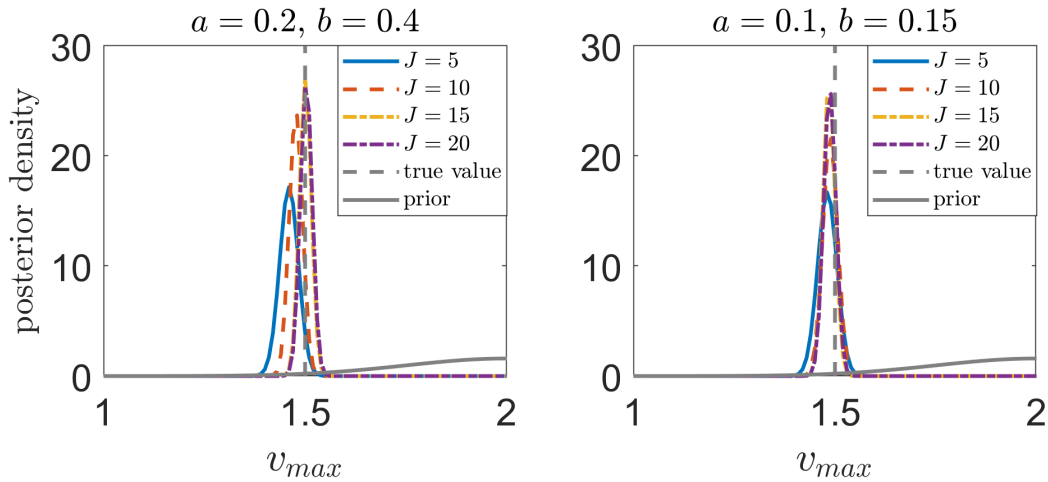 a = 0.2, b = 0.4
posterior density
30
20
10
0
1
1.5
2
v_max
J = 5
J = 10
J = 15
J = 20
true value
prior
a = 0.1, b = 0.15
30
20
10
0
1
1.5
2
v_max
J = 5
J = 10
J = 15
J = 20
true value
prior